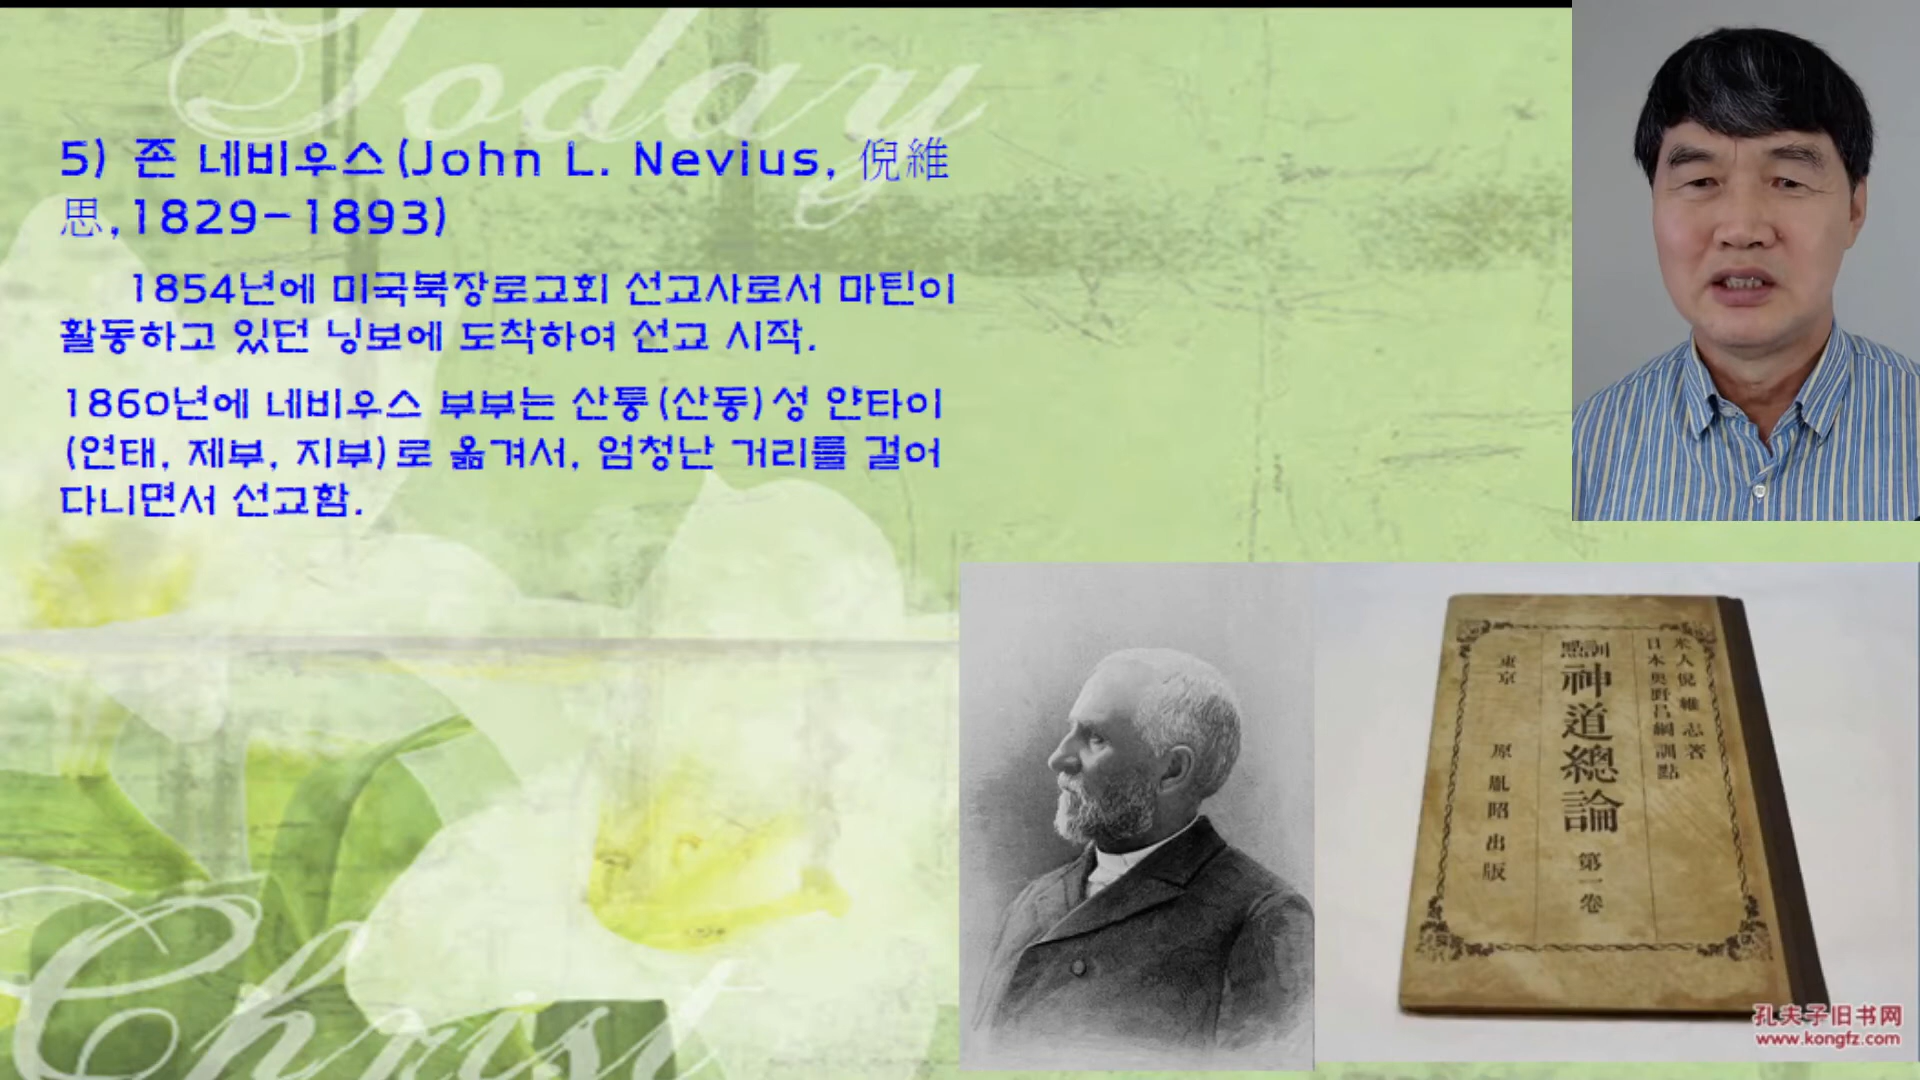 Today
5) 존 네비우스(John L. Nevius, 倪維
思,1829-1893)
1854년에 미국북장로교회 선교사로서 마틴이
활동하고 있던 닝보에 도착하여 선교 시작.
1860년에 네비우스 부부는 산퉁(산동)성 얀타이
(연태, 제부, 지부)로 옮겨서, 엄청난 거리를 걸어
다니면서 선교함.
米人倪維志著
日本奥野昌綱訓點
訓點
神道總論
第一卷
東京
原胤昭出版
孔夫子旧书网
www.kongfz.com
Christ